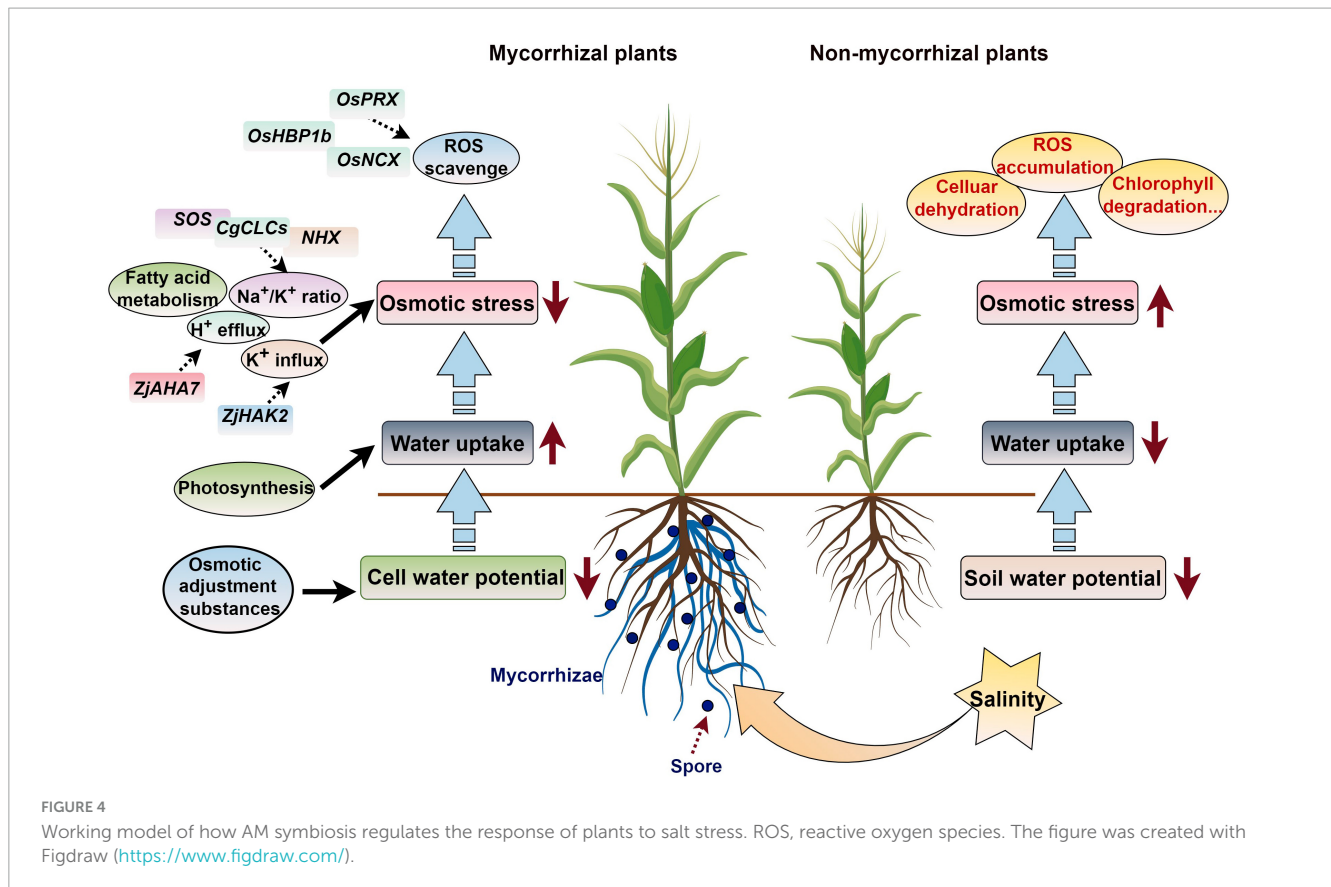 Mycorrhizal plants
Non-mycorrhizal plants
OsPRX
OsHBP1b
OsNCX
ROS
scavenge
SOS
CgCLCs
NHX
Fatty acid
metabolism
Na⁺/K⁺ ratio
H⁺ efflux
K⁺ influx
ZjAHA7
ZjHAK2
Osmotic stress
Water uptake
Photosynthesis
Osmotic
adjustment
substances
Cell water potential
Mycorrhizae
Spore
ROS
accumulation
Celluar
dehydration
Chlorophyll
degradation...
Osmotic stress
Water uptake
Soil water potential
Salinity
FIGURE 4
Working model of how AM symbiosis regulates the response of plants to salt stress. ROS, reactive oxygen species. The figure was created with
Figdraw (https://www.figdraw.com/).